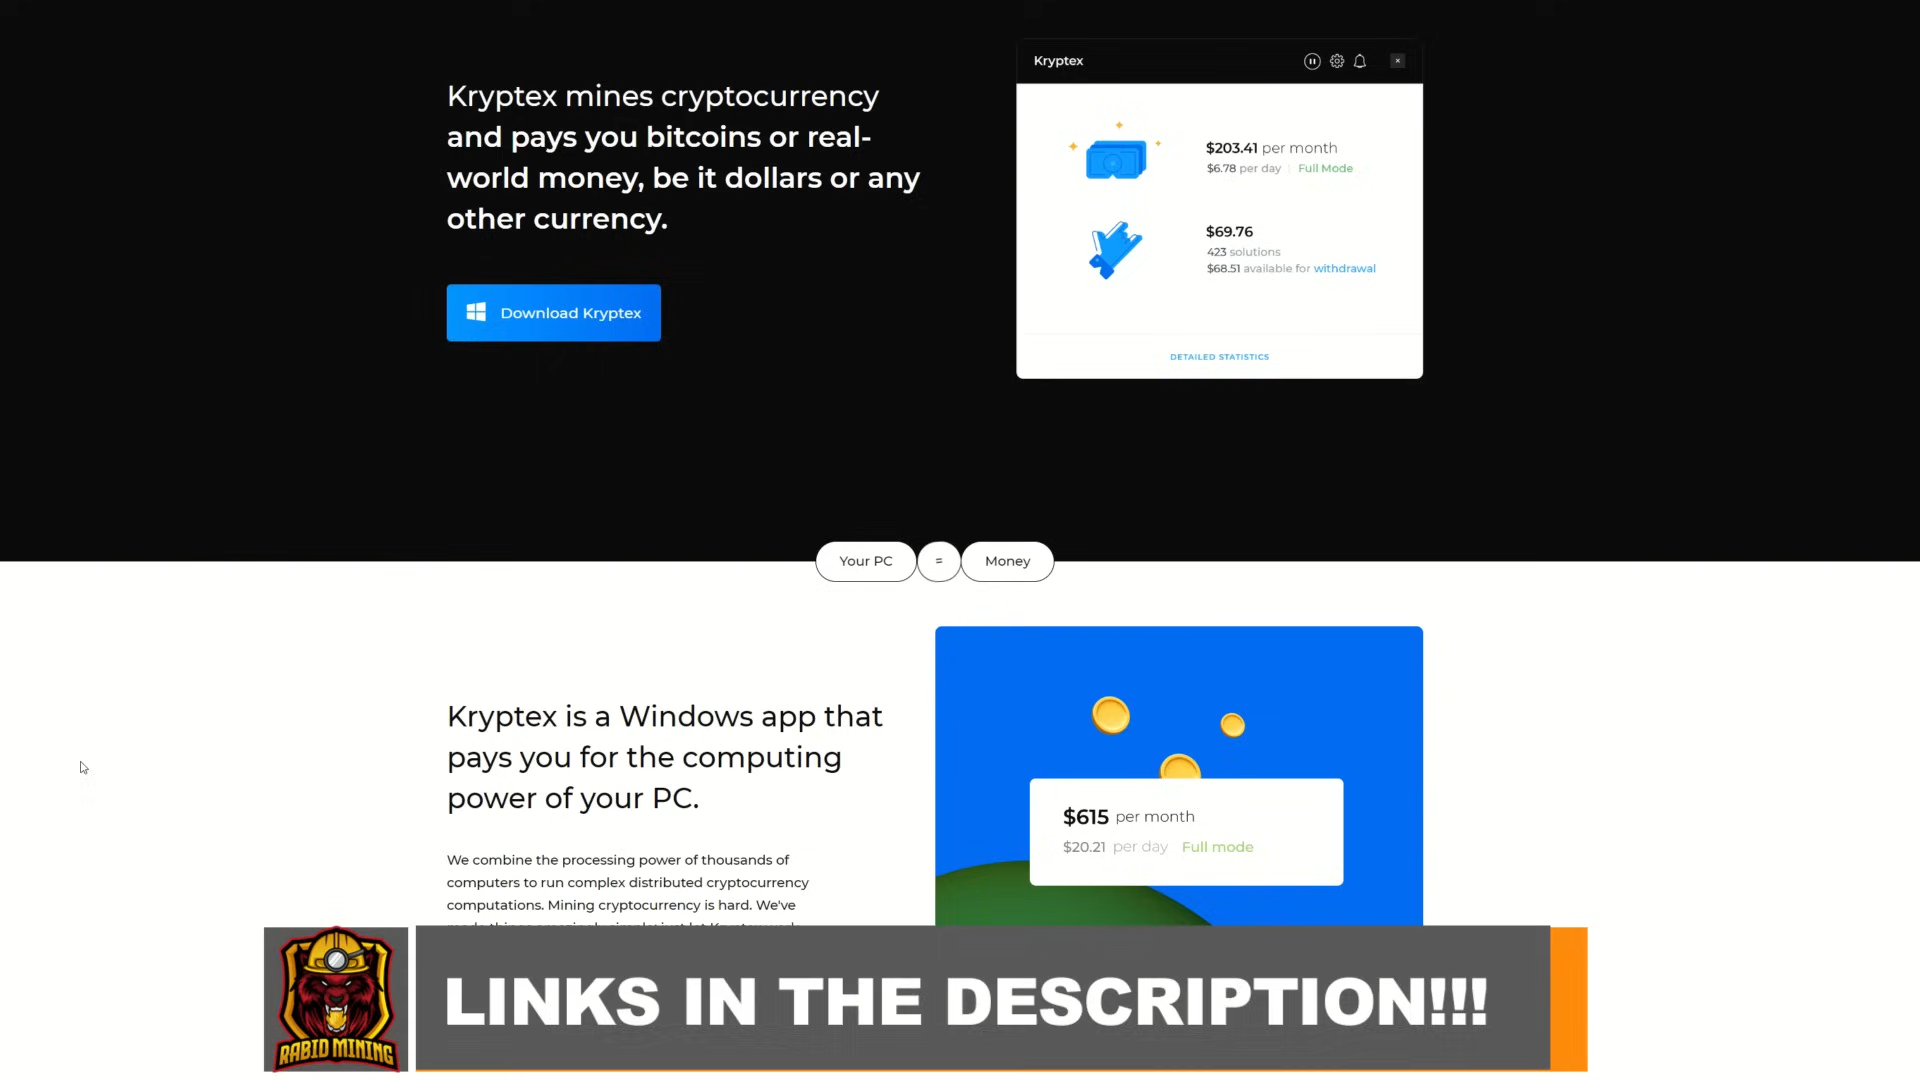 Kryptex mines cryptocurrency
and pays you bitcoins or real-
world money, be it dollars or any
other currency.
Download Kryptex
Kryptex
$203.41 per month
$6.78 per day Full Mode
$69.76
423 solutions
$68.51 available for withdrawal
DETAILED STATISTICS
Your PC = Money
Kryptex is a Windows app that
pays you for the computing
power of your PC.
We combine the processing power of thousands of
computers to run complex distributed cryptocurrency
computations. Mining cryptocurrency is hard. We've
$615 per month
$20.21 per day Full mode
RABID MINING
LINKS IN THE DESCRIPTION!!!